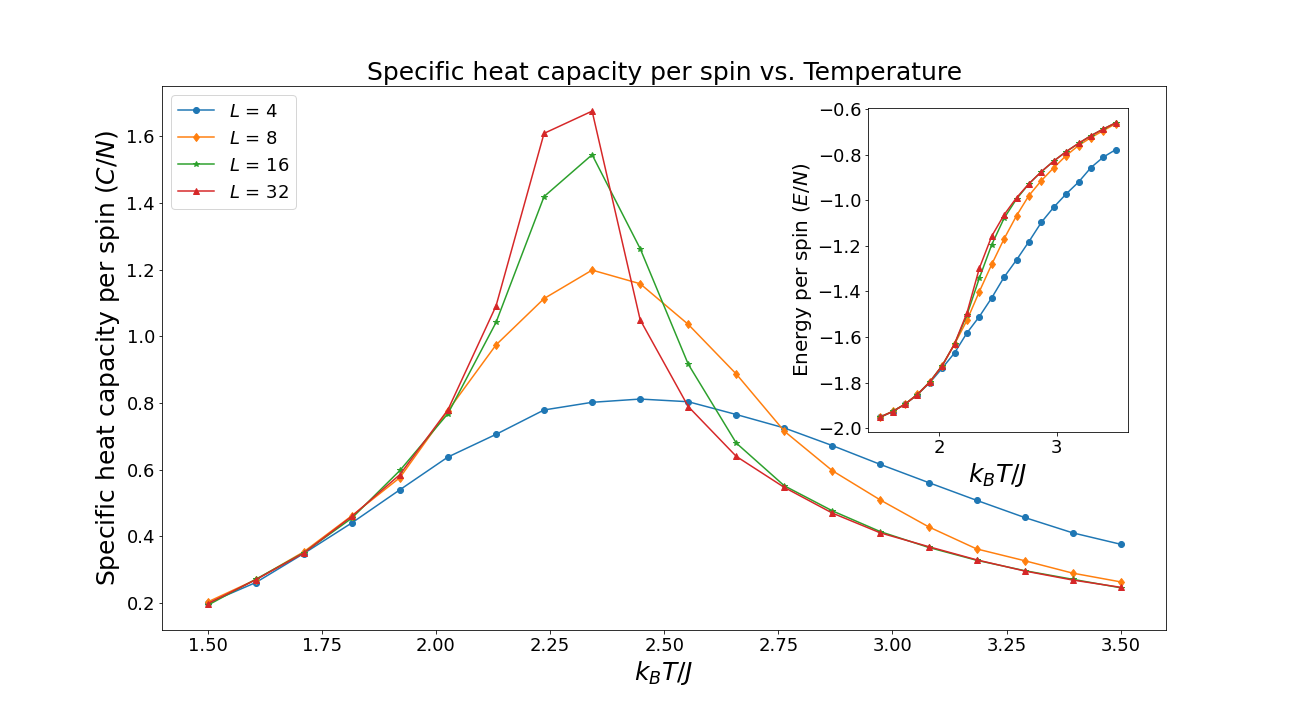 Specific heat capacity per spin vs. Temperature
Specific heat capacity per spin (C/N)
1.6
1.4
1.2
1.0
0.8
0.6
0.4
0.2
L = 4
L = 8
L = 16
L = 32
Energy per spin (E/N)
−0.6
−0.8
−1.0
−1.2
−1.4
−1.6
−1.8
−2.0
2 3
k_BT/J
1.50 1.75 2.00 2.25 2.50 2.75 3.00 3.25 3.50
k_BT/J